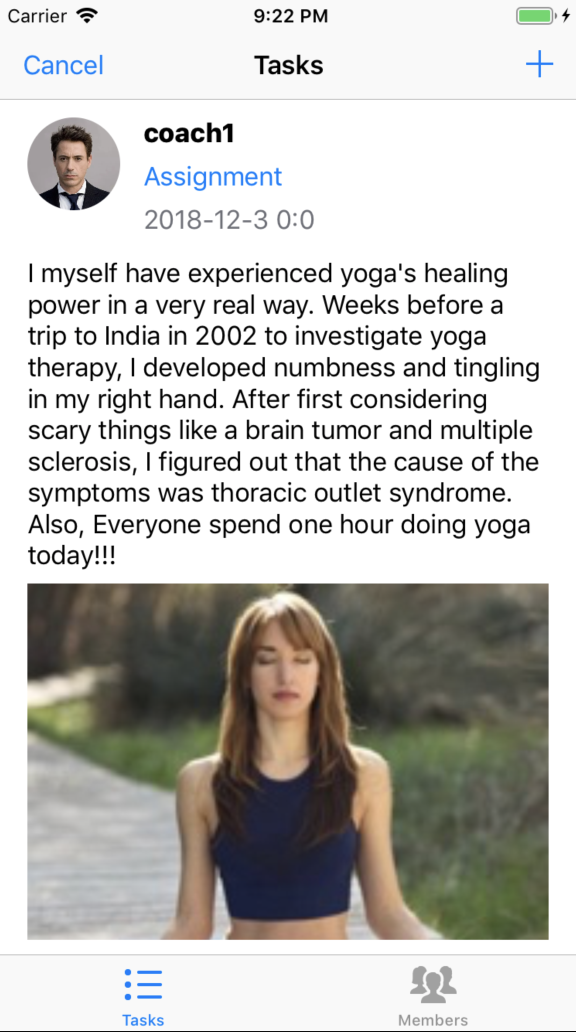 Carrier 9:22 PM
Cancel Tasks +
coach1
Assignment
2018-12-3 0:0
I myself have experienced yoga's healing
power in a very real way. Weeks before a
trip to India in 2002 to investigate yoga
therapy, I developed numbness and tingling
in my right hand. After first considering
scary things like a brain tumor and multiple
sclerosis, I figured out that the cause of the
symptoms was thoracic outlet syndrome.
Also, Everyone spend one hour doing yoga
today!!!
Tasks Members